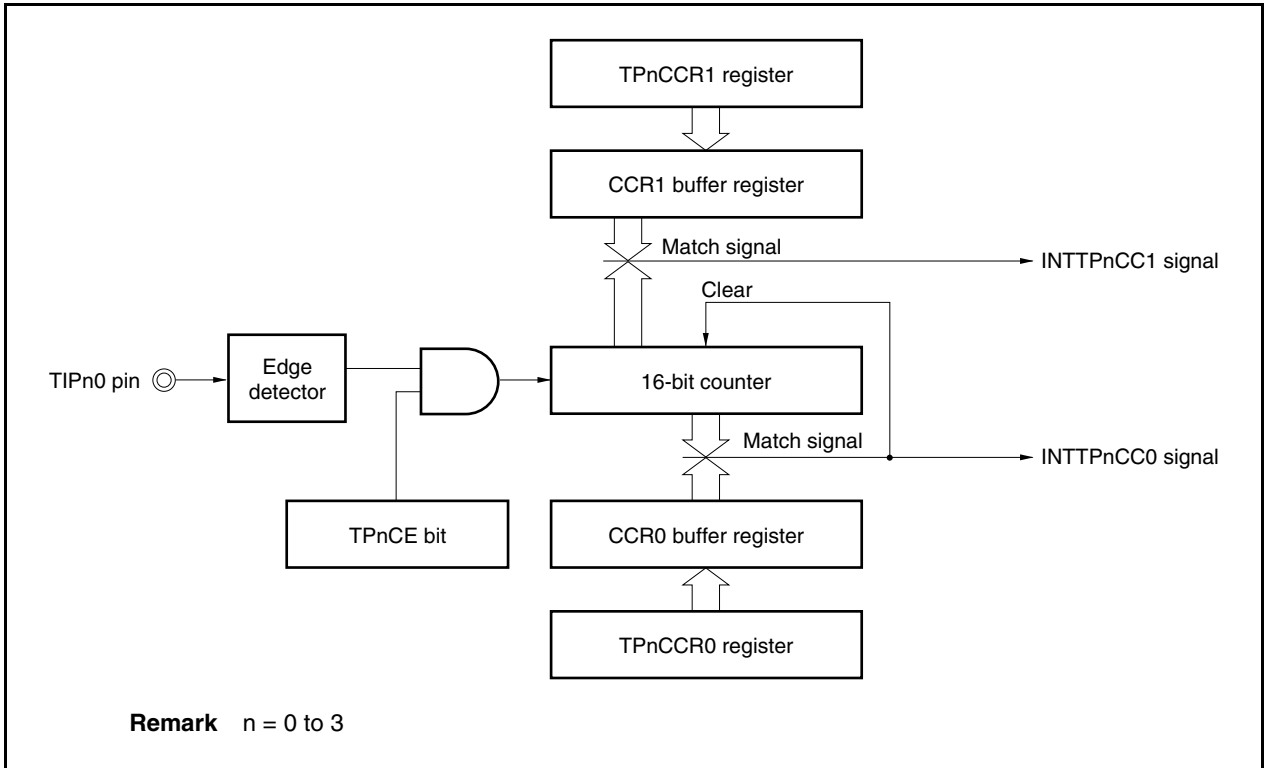 TPnCCR1 register
CCR1 buffer register
Match signal
INTTPnCC1 signal
Clear
TIPn0 pin
Edge
detector
16-bit counter
Match signal
INTTPnCC0 signal
TPnCE bit
CCR0 buffer register
TPnCCR0 register
Remark n = 0 to 3